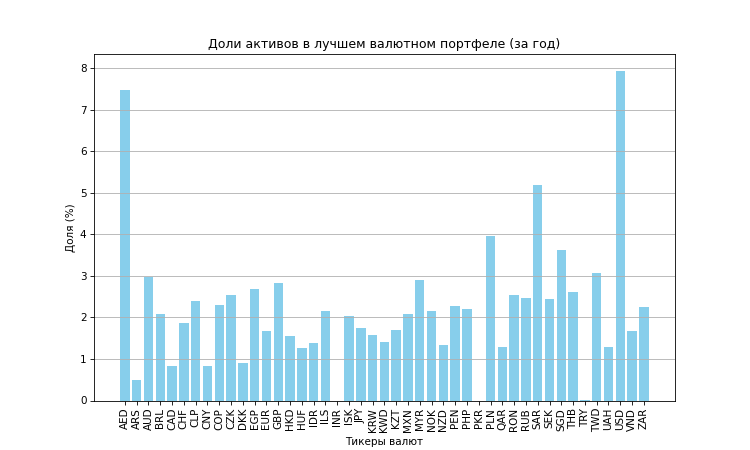 Доли активов в лучшем валютном портфеле (за год)
Доля (%)
8
7
6
5
4
3
2
1
0
AED
ARS
AUD
BRL
CAD
CHF
CLP
CNY
COP
CZK
DKK
EGP
EUR
GBP
HKD
HUF
IDR
ILS
INR
ISK
JPY
KRW
KWD
KZT
MXN
MYR
NOK
NZD
PEN
PHP
PKR
PLN
QAR
RON
RUB
SAR
SEK
SGD
THB
TRY
TWD
UAH
USD
VND
ZAR
Тикеры валют